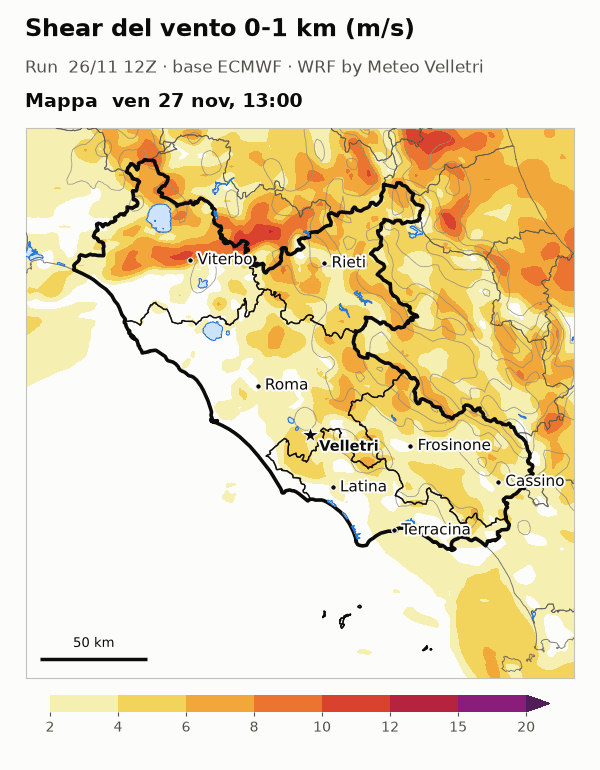 Shear del vento 0-1 km (m/s)
Run  26/11 12Z · base ECMWF · WRF by Meteo Velletri
Mappa  ven 27 nov, 13:00
Viterbo
Rieti
Roma
Velletri
Frosinone
Latina
Cassino
Terracina
50 km
2 4 6 8 10 12 15 20